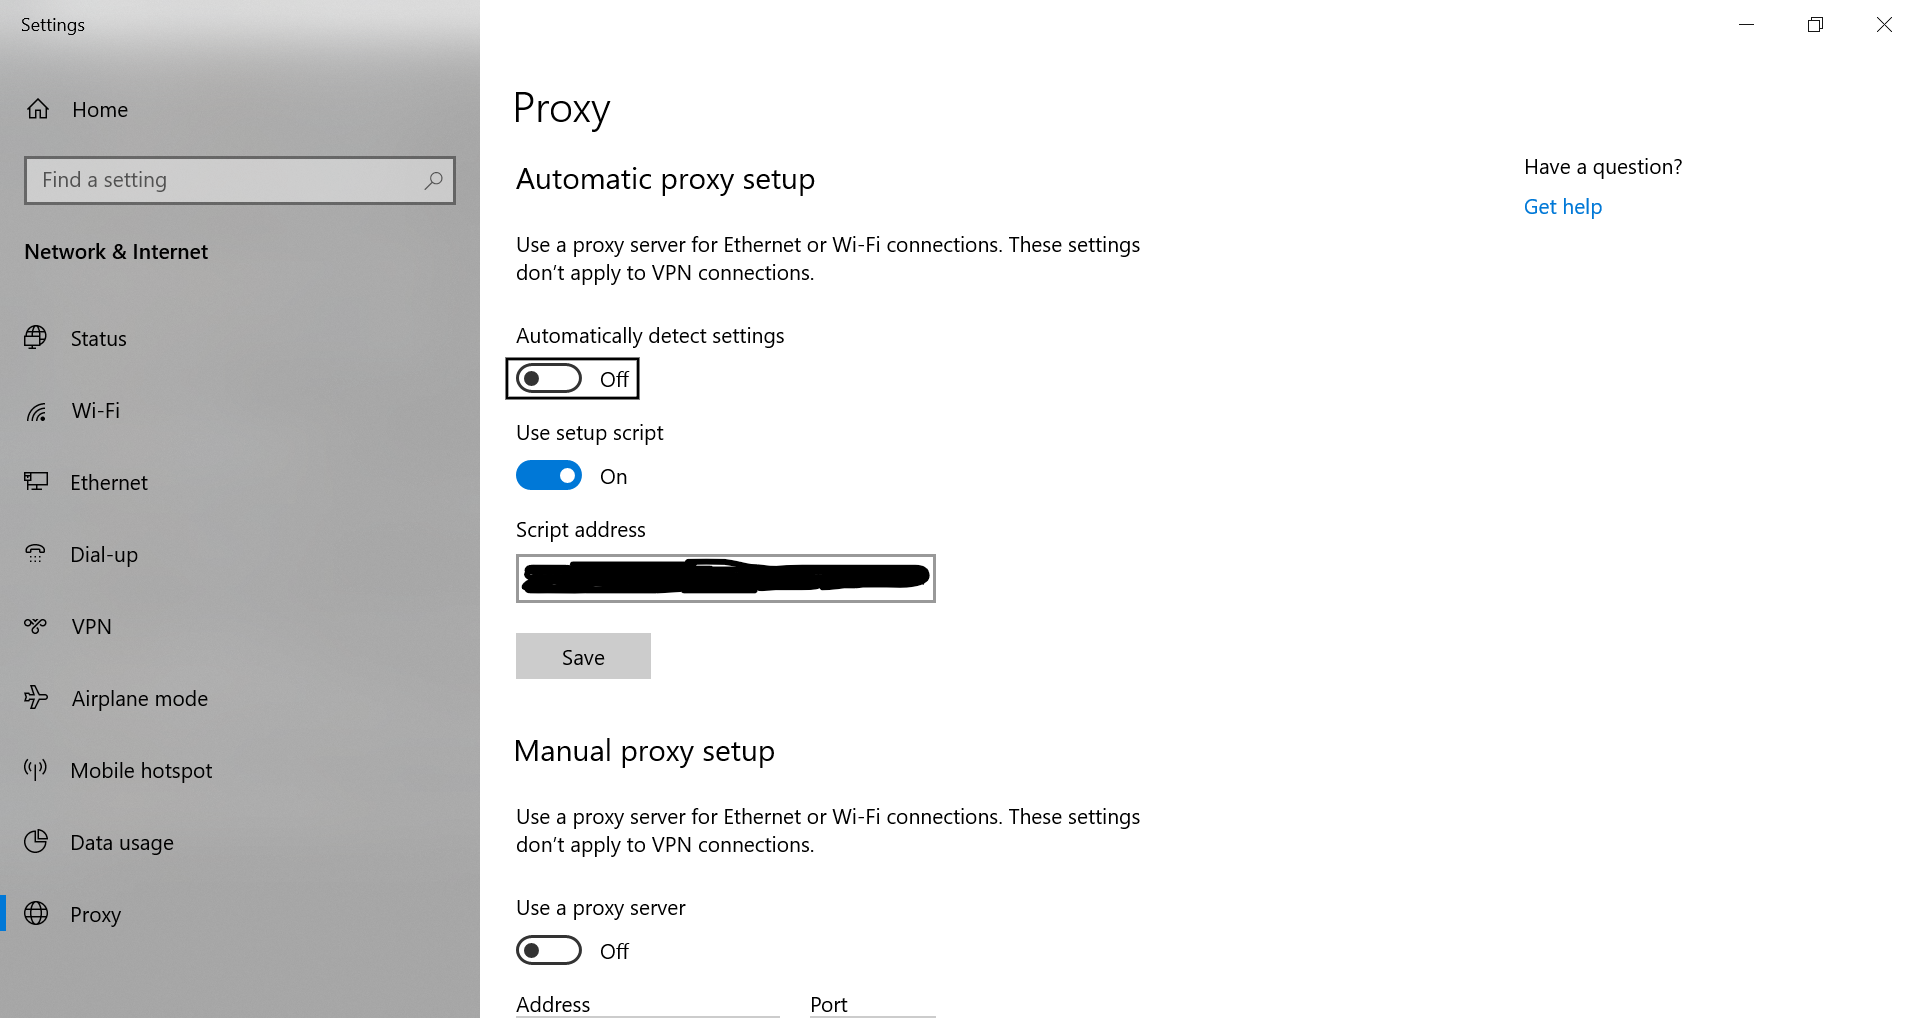 Settings
Home
Find a setting
Network & Internet
Status
Wi-Fi
Ethernet
Dial-up
VPN
Airplane mode
Mobile hotspot
Data usage
Proxy
Proxy
Automatic proxy setup
Use a proxy server for Ethernet or Wi-Fi connections. These settings
don't apply to VPN connections.
Automatically detect settings
Off
Use setup script
On
Script address
Save
Manual proxy setup
Use a proxy server for Ethernet or Wi-Fi connections. These settings
don't apply to VPN connections.
Use a proxy server
Off
Address Port
Have a question?
Get help